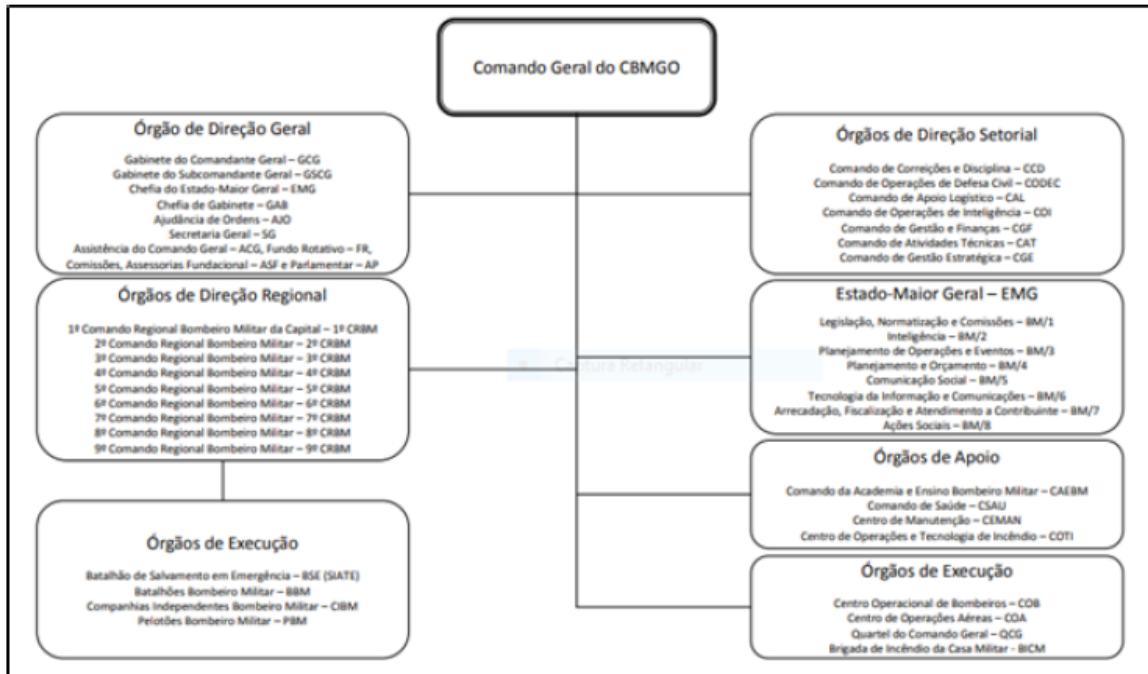 Comando Geral do CBMGO
Órgão de Direção Geral
Gabinete do Comandante Geral – GCG
Gabinete do Subcomandante Geral – GSCG
Chefia do Estado-Maior Geral – EMG
Chefia de Gabinete – GAB
Ajudância de Ordens – AJO
Secretaria Geral – SG
Assistência do Comando Geral – ACG, Fundo Rotativo – FR,
Comissões, Assessorias Fundacional – ASF e Parlamentar – AP
Órgãos de Direção Regional
1º Comando Regional Bombeiro Militar da Capital – 1º CRBM
2º Comando Regional Bombeiro Militar – 2º CRBM
3º Comando Regional Bombeiro Militar – 3º CRBM
4º Comando Regional Bombeiro Militar – 4º CRBM
5º Comando Regional Bombeiro Militar – 5º CRBM
6º Comando Regional Bombeiro Militar – 6º CRBM
7º Comando Regional Bombeiro Militar – 7º CRBM
8º Comando Regional Bombeiro Militar – 8º CRBM
9º Comando Regional Bombeiro Militar – 9º CRBM
Órgãos de Execução
Batalhão de Salvamento em Emergência – BSE (SIATE)
Batalhões Bombeiro Militar – BBM
Companhias Independentes Bombeiro Militar – CIBM
Pelotões Bombeiro Militar – PBM
Captura Retangular
Órgãos de Direção Setorial
Comando de Correições e Disciplina – CCD
Comando de Operações de Defesa Civil – CODEC
Comando de Apoio Logístico – CAL
Comando de Operações de Inteligência – COI
Comando de Gestão e Finanças – CGF
Comando de Atividades Técnicas – CAT
Comando de Gestão Estratégica – CGE
Estado-Maior Geral – EMG
Legislação, Normatização e Comissões – BM/1
Inteligência – BM/2
Planejamento de Operações e Eventos – BM/3
Planejamento e Orçamento – BM/4
Comunicação Social – BM/5
Tecnologia da Informação e Comunicações – BM/6
Arrecadação, Fiscalização e Atendimento a Contribuinte – BM/7
Ações Sociais – BM/8
Órgãos de Apoio
Comando da Academia e Ensino Bombeiro Militar – CAEBM
Comando de Saúde – CSAU
Centro de Manutenção – CEMAN
Centro de Operações e Tecnologia de Incêndio – COTI
Órgãos de Execução
Centro Operacional de Bombeiros – COB
Centro de Operações Aéreas – COA
Quartel do Comando Geral – QCG
Brigada de Incêndio da Casa Militar - BICM